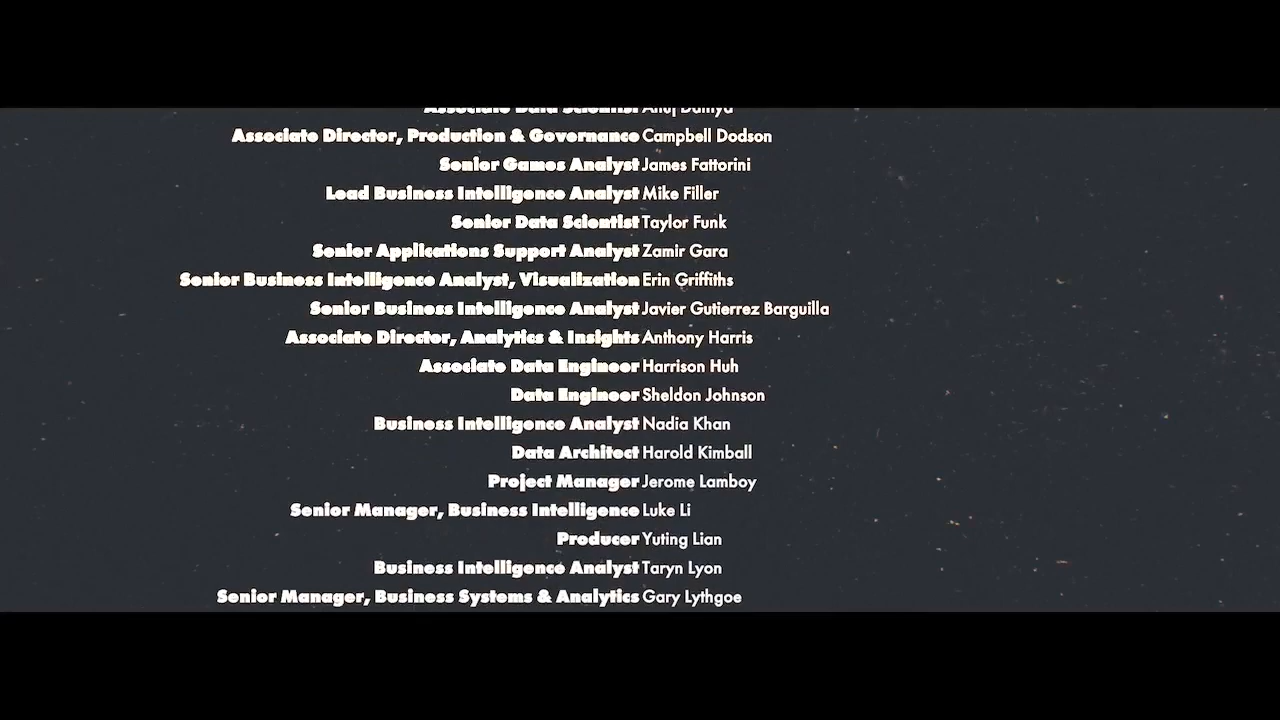 Associate Data Scientist
Associate Director, Production & Governance Campbell Dodson
Senior Games Analyst James Fattorini
Lead Business Intelligence Analyst Mike Filler
Senior Data Scientist Taylor Funk
Senior Applications Support Analyst Zamir Gara
Senior Business Intelligence Analyst, Visualization Erin Griffiths
Senior Business Intelligence Analyst Javier Gutierrez Barguilla
Associate Director, Analytics & Insights Anthony Harris
Associate Data Engineer Harrison Huh
Data Engineer Sheldon Johnson
Business Intelligence Analyst Nadia Khan
Data Architect Harold Kimball
Project Manager Jerome Lamboy
Senior Manager, Business Intelligence Luke Li
Producer Yuting Lian
Business Intelligence Analyst Taryn Lyon
Senior Manager, Business Systems & Analytics Gary Lythgoe